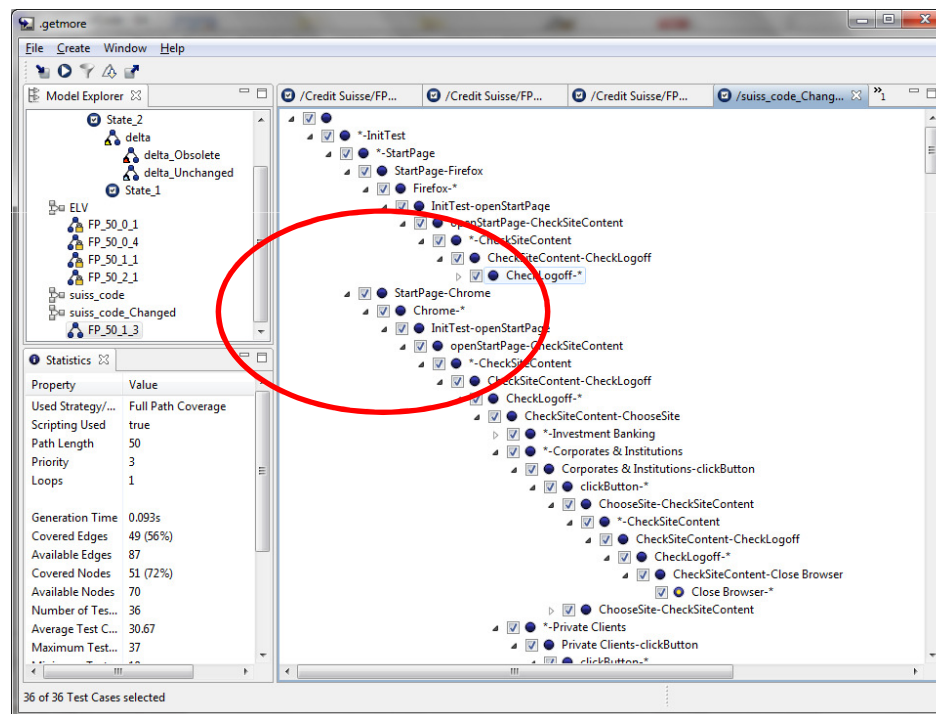 .getmore
File Create Window Help
Model Explorer
State_2
delta
delta_Obsolete
delta_Unchanged
State_1
ELV
FP_50_0_1
FP_50_0_4
FP_50_1_1
FP_50_2_1
suiss_code
suiss_code_Changed
FP_50_1_3
Statistics
Property Value
Used Strategy/... Full Path Coverage
Scripting Used true
Path Length 50
Priority 3
Loops 1
Generation Time 0.093s
Covered Edges 49 (56%)
Available Edges 87
Covered Nodes 51 (72%)
Available Nodes 70
Number of Tes... 36
Average Test C... 30.67
Maximum Test... 37
/Credit Suisse/FP... /Credit Suisse/FP... /Credit Suisse/FP... /suiss_code_Chang... »1
*-InitTest
*-StartPage
StartPage-Firefox
Firefox-*
InitTest-openStartPage
openStartPage-CheckSiteContent
*-CheckSiteContent
CheckSiteContent-CheckLogoff
CheckLogoff-*
StartPage-Chrome
Chrome-*
InitTest-openStartPage
openStartPage-CheckSiteContent
*-CheckSiteContent
CheckSiteContent-CheckLogoff
CheckLogoff-*
CheckSiteContent-ChooseSite
*-Investment Banking
*-Corporates & Institutions
Corporates & Institutions-clickButton
clickButton-*
ChooseSite-CheckSiteContent
*-CheckSiteContent
CheckSiteContent-CheckLogoff
CheckLogoff-*
CheckSiteContent-Close Browser
Close Browser-*
ChooseSite-CheckSiteContent
*-Private Clients
Private Clients-clickButton
clickButton-*
36 of 36 Test Cases selected